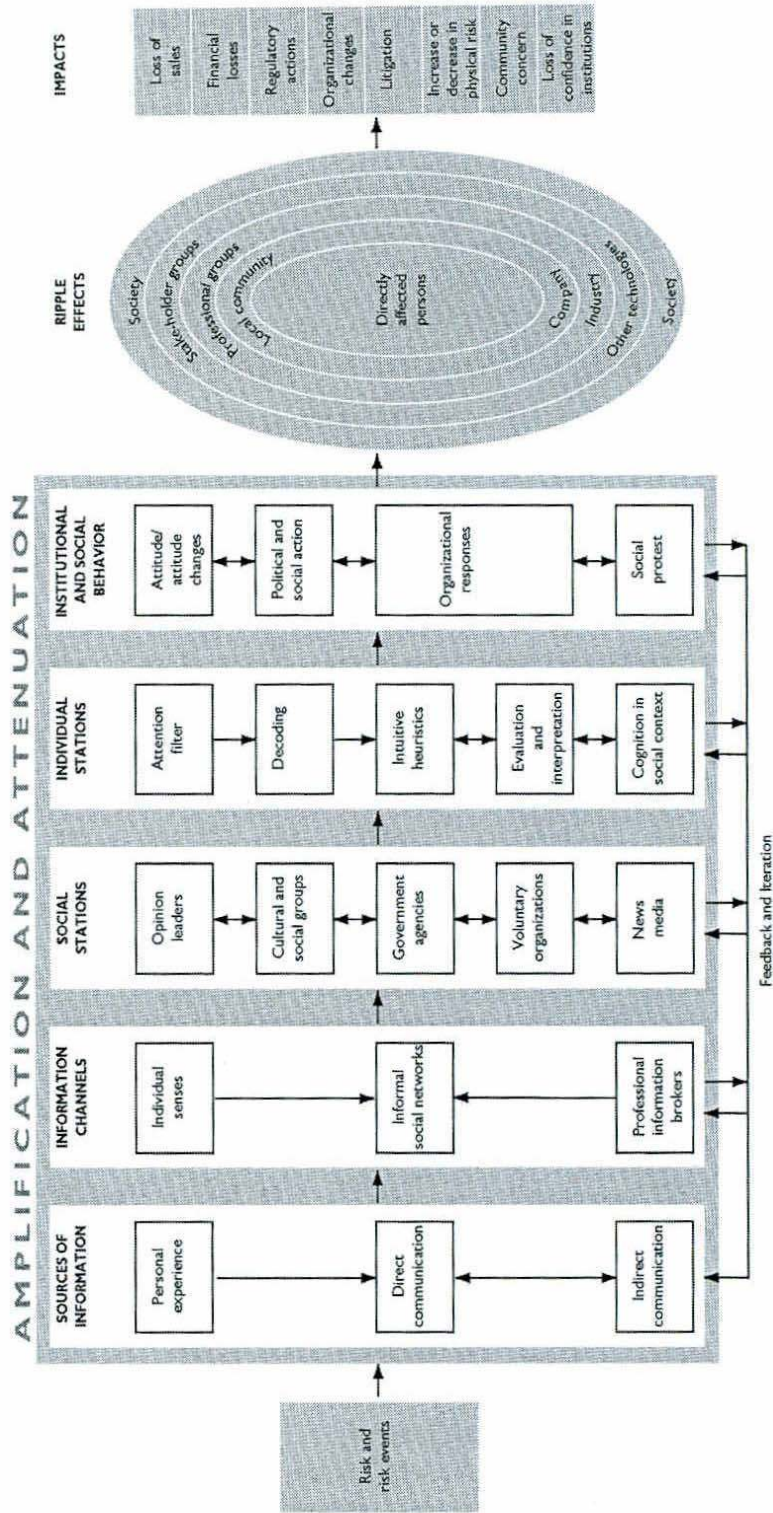 AMPLIFICATION AND ATTENUATION
Risk and
risk events
SOURCES OF
INFORMATION
Personal
experience
Direct
communication
Indirect
communication
INFORMATION
CHANNELS
Individual
senses
Informal
social networks
Professional
information
brokers
SOCIAL
STATIONS
Opinion
leaders
Cultural and
social groups
Government
agencies
Voluntary
organizations
News
media
INDIVIDUAL
STATIONS
Attention
filter
Decoding
Intuitive
heuristics
Evaluation
and
interpretation
Cognition in
social context
INSTITUTIONAL
AND SOCIAL
BEHAVIOR
Attitude/
attitude
changes
Political and
social action
Organizational
responses
Social
protest
Feedback and Iteration
RIPPLE
EFFECTS
Society
Stake-holder groups
Professional groups
Local community
Directly
affected
persons
Company
Industry
Other technologies
Society
IMPACTS
Loss of
sales
Financial
losses
Regulatory
actions
Organizational
changes
Litigation
Increase or
decrease in
physical risk
Community
concern
Loss of
confidence in
institutions